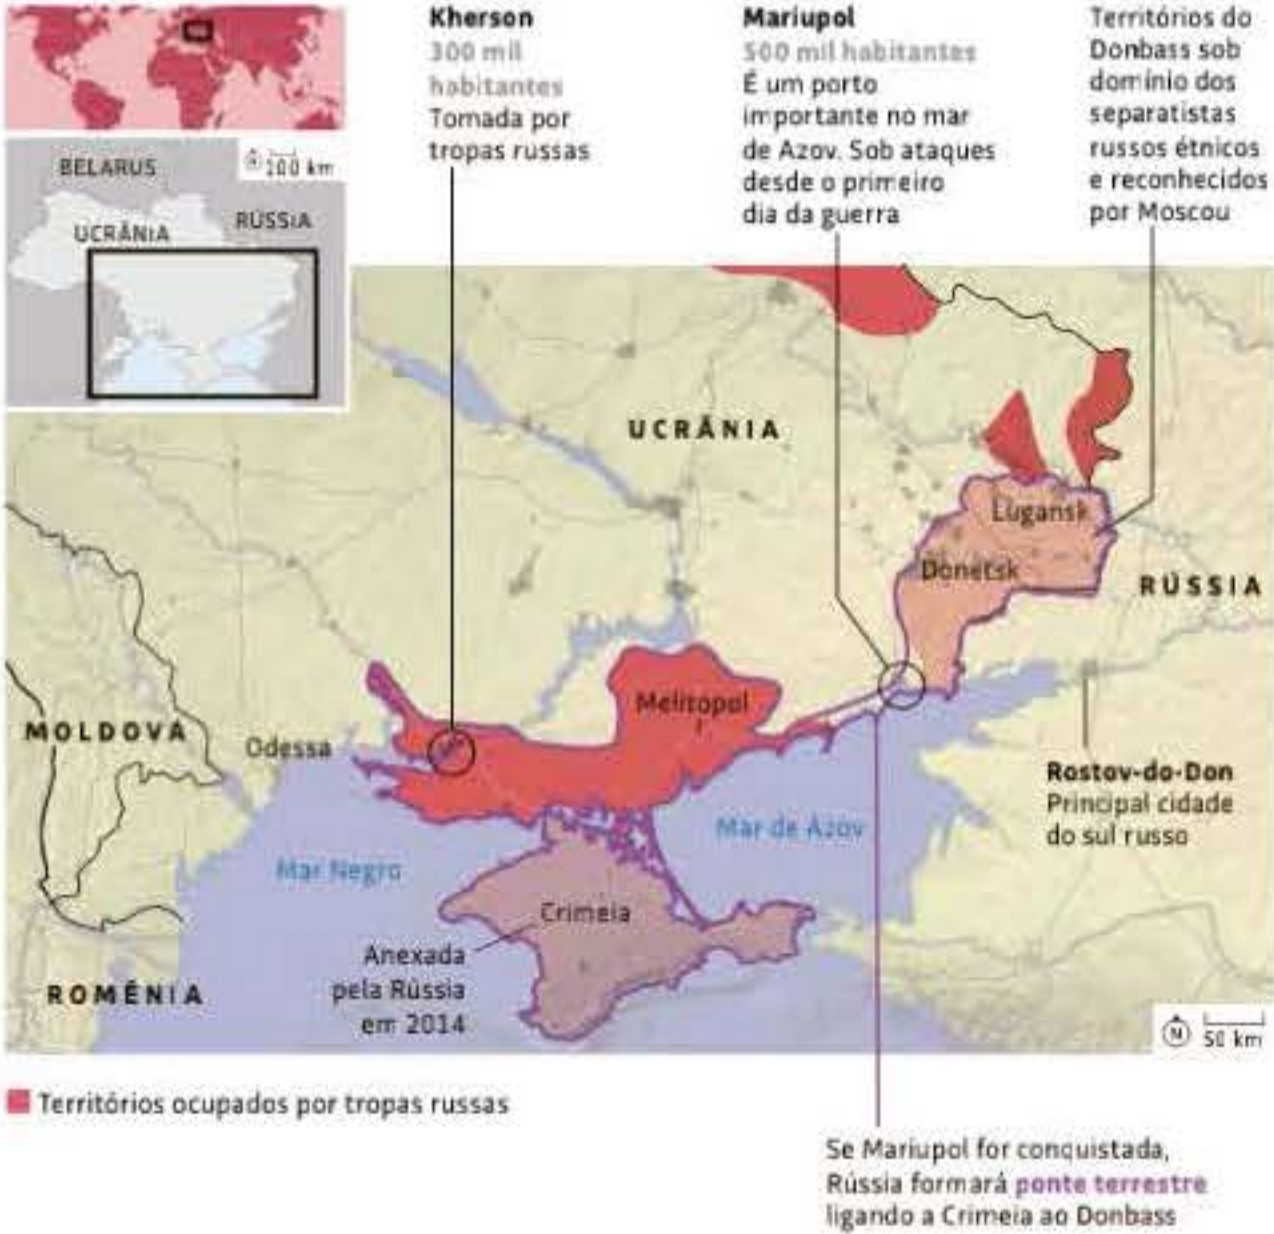 Kherson
300 mil
habitantes
Tomada por
tropas russas
Mariupol
500 mil habitantes
É um porto
importante no mar
de Azov. Sob ataques
desde o primeiro
dia da guerra
Territórios do
Donbass sob
domínio dos
separatistas
russos étnicos
e reconhecidos
por Moscou
BELARUS
100 km
UCRÂNIA
RÚSSIA
UCRÂNIA
Lugansk
Donetsk
RÚSSIA
Melitopol
MOLDOVA
Odessa
Rostov-do-Don
Principal cidade
do sul russo
Mar de Azov
Mar Negro
Crimeia
Anexada
pela Rússia
em 2014
ROMÊNIA
N
50 km
Territórios ocupados por tropas russas
Se Mariupol for conquistada,
Rússia formará ponte terrestre
ligando a Crimeia ao Donbass